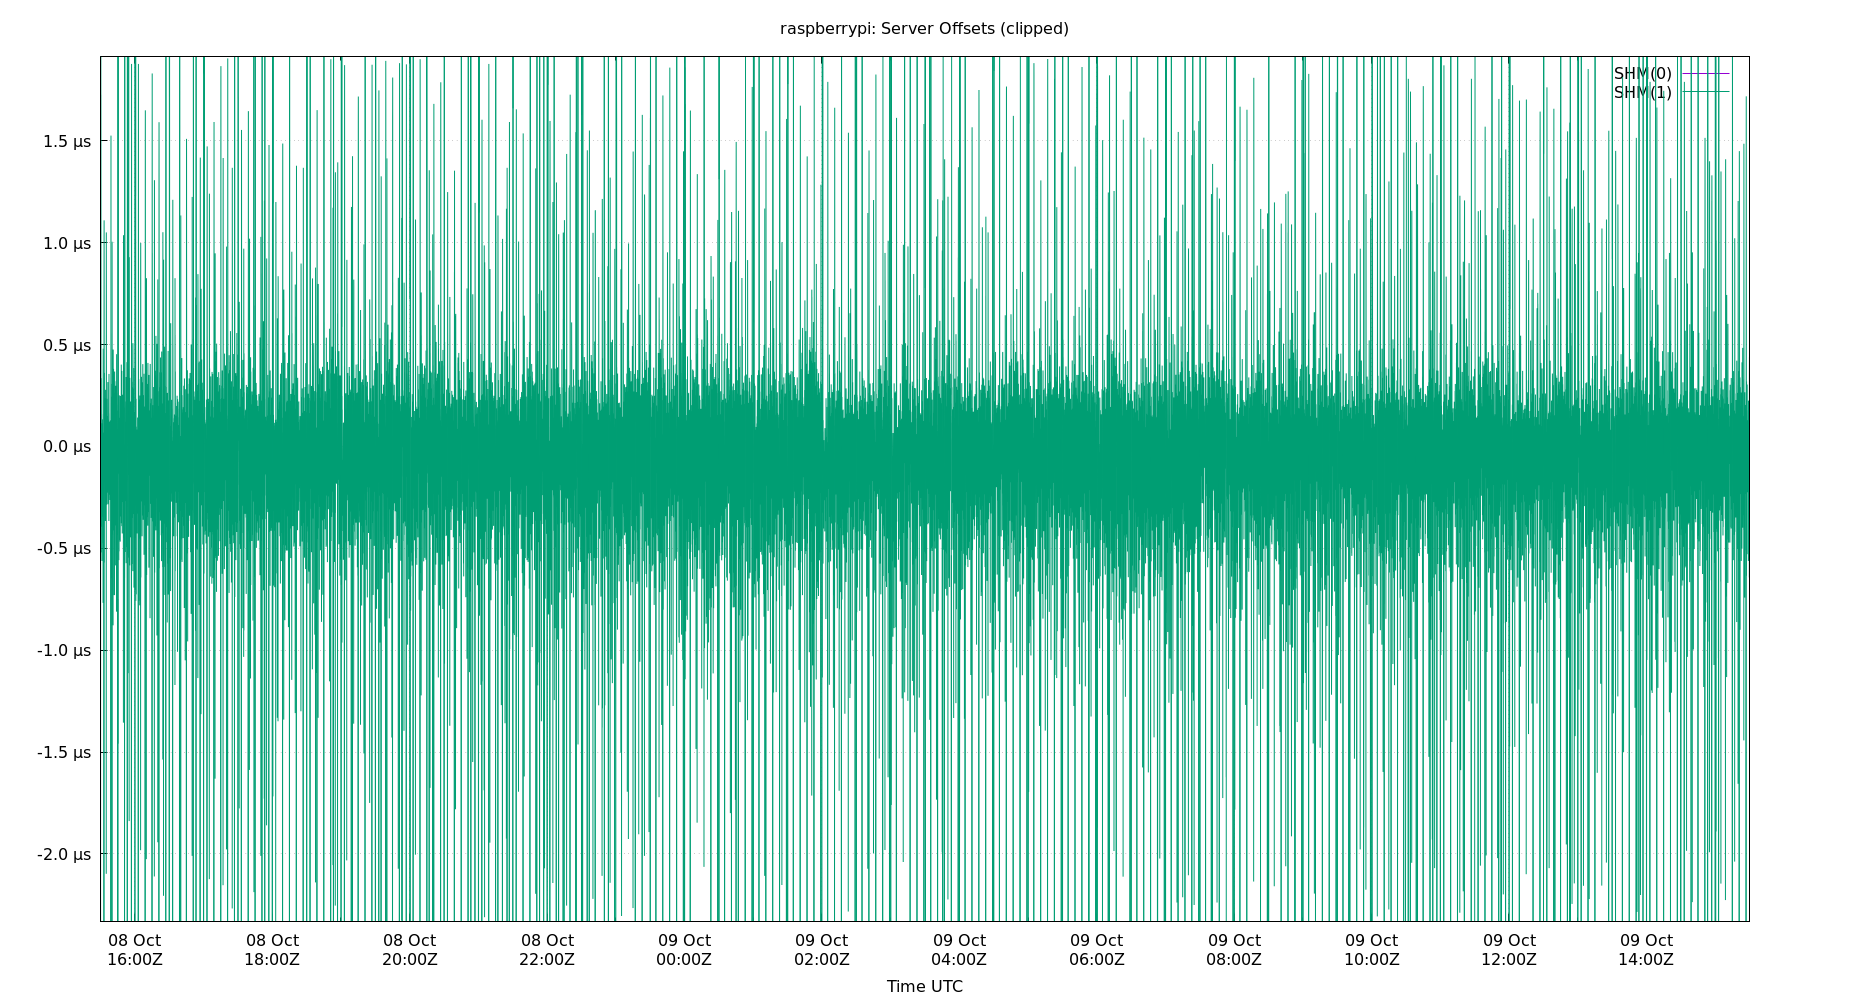 raspberrypi: Server Offsets (clipped)
SHM(0)
SHM(1)
1.5 µs
1.0 µs
0.5 µs
0.0 µs
-0.5 µs
-1.0 µs
-1.5 µs
-2.0 µs
08 Oct 08 Oct 08 Oct 08 Oct 09 Oct 09 Oct 09 Oct 09 Oct 09 Oct 09 Oct 09 Oct 09 Oct
16:00Z 18:00Z 20:00Z 22:00Z 00:00Z 02:00Z 04:00Z 06:00Z 08:00Z 10:00Z 12:00Z 14:00Z
Time UTC